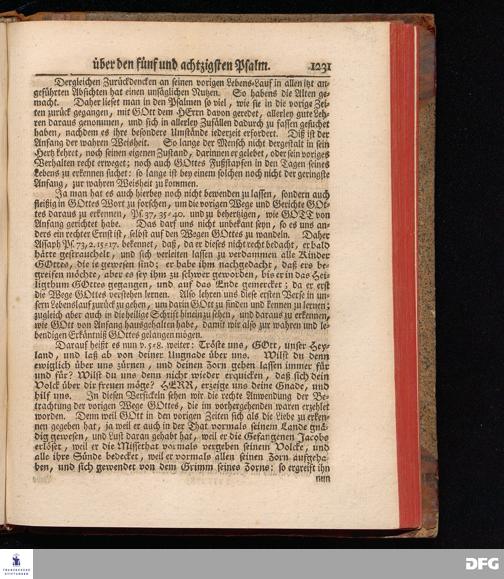 über den fünf und achtzigsten Psalm. 1231
Dergleichen Zurückdencken an seinen vorigen Lebens-Lauf in allen itzt an-
geführten Absichten hat einen unsäglichen Nutzen. So habens die Alten ge-
macht. Daher lieset man in den Psalmen so viel, wie sie in die vorige Zei-
ten zurück gegangen, mit GOtt dem HErrn davon geredet, allerley gute Leh-
ren daraus genommen, und sich in allerley Zufällen dadurch zu fassen gesuchet
haben, nachdem es ihre besondere Umstände iederzeit erfordert. Diß ist der
Anfang der wahren Weisheit. So lange der Mensch nicht dergestalt in sein
Hertz kehret, noch seinen eigenen Zustand, darinnen er gelebet, oder sein voriges
Verhalten recht erweget; noch auch GOttes Fußstapfen in den Tagen seines
Lebens zu erkennen suchet: so lange ist bey einem solchen noch nicht der geringste
Anfang, zur wahren Weisheit zu kommen.
Ja man hat es auch hierbey noch nicht bewenden zu lassen, sondern auch
fleißig in GOttes Wort zu forschen, um die vorigen Wege und Gerichte GOt-
tes daraus zu erkennen, Ps. 37, 35-40. und zu behertzigen, wie GOTT von
Anfang gerichtet habe. Das darf uns nicht unbekant seyn, so es uns an-
ders ein rechter Ernst ist, selbst auf den Wegen GOttes zu wandeln. Daher
Assaph Ps. 73, 2. 15-17. bekennet, daß, da er dieses nicht recht bedacht, er bald
hätte gestrauchelt, und sich verleiten lassen zu verdammen alle Kinder
GOttes, die ie gewesen sind; er habe ihm nachgedacht, daß ers be-
greifen möchte, aber es sey ihm zu schwer geworden, bis er in das Hei-
ligthum GOttes gegangen, und auf das Ende gemercket; da er erst
die Wege GOttes verstehen lernen. Also lehren uns diese ersten Verse in un-
sern Lebenslauf zurück zu gehen, um darin GOtt zu finden und kennen zu lernen;
zugleich aber auch in die heilige Schrift hinein zu sehen, und daraus zu erkennen,
wie GOtt von Anfang hausgehalten habe, damit wir also zur wahren und le-
bendigen Erkäntniß GOttes gelangen mögen.
Darauf heißt es nun v. 5-8. weiter: Tröste uns, GOtt, unser Hey-
land, und laß ab von deiner Ungnade über uns. Wilst du denn
ewiglich über uns zürnen, und deinen Zorn gehen lassen immer für
und für? Wilst du uns denn nicht wieder erquicken, daß sich dein
Volck über dir freuen möge? HERR, erzeige uns deine Gnade, und
hilf uns. In diesen Versickeln sehen wir die rechte Anwendung der Be-
trachtung der vorigen Wege GOttes, die im vorhergehenden waren erzehlet
worden. Denn weil GOtt in den vorigen Zeiten sich als die Liebe zu erken-
nen gegeben hat, ja weil er auch in der That vormals seinem Lande gnä-
dig gewesen, und Lust daran gehabt hat, weil er die Gefangenen Jacobs
erlöset, weil er die Missethat vormals vergeben seinem Volcke, und
alle ihre Sünde bedecket, weil er vormals allen seinen Zorn aufgeha-
ben, und sich gewendet von dem Grimm seines Zorns: so ergreift ihn
nun
FRANCKESCHE
STIFTUNGEN
DFG